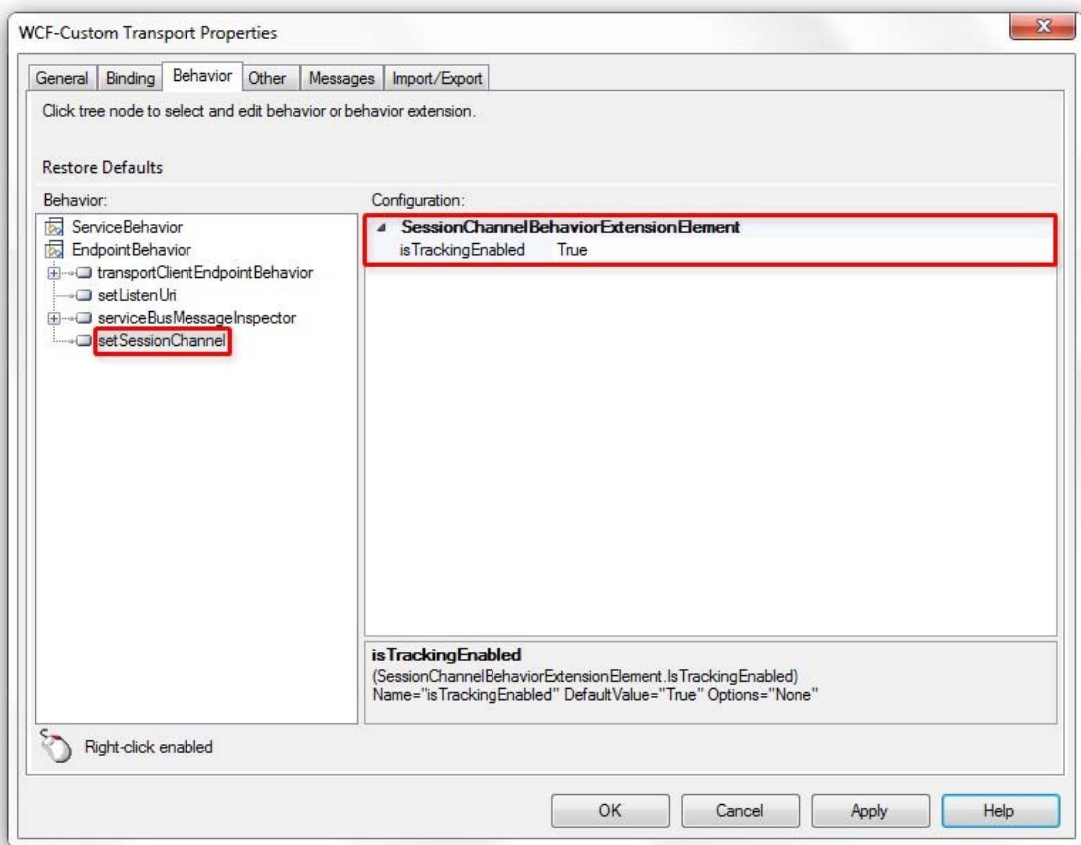 WCF-Custom Transport Properties
X
General Binding Behavior Other Messages Import/Export
Click tree node to select and edit behavior or behavior extension.
Restore Defaults
Behavior:
ServiceBehavior
EndpointBehavior
transportClientEndpointBehavior
setListenUri
serviceBusMessageInspector
setSessionChannel
Configuration:
SessionChannelBehaviorExtensionElement
isTrackingEnabled True
isTrackingEnabled
(SessionChannelBehaviorExtensionElement.IsTrackingEnabled)
Name="isTrackingEnabled" DefaultValue="True" Options="None"
Right-click enabled
OK Cancel Apply Help